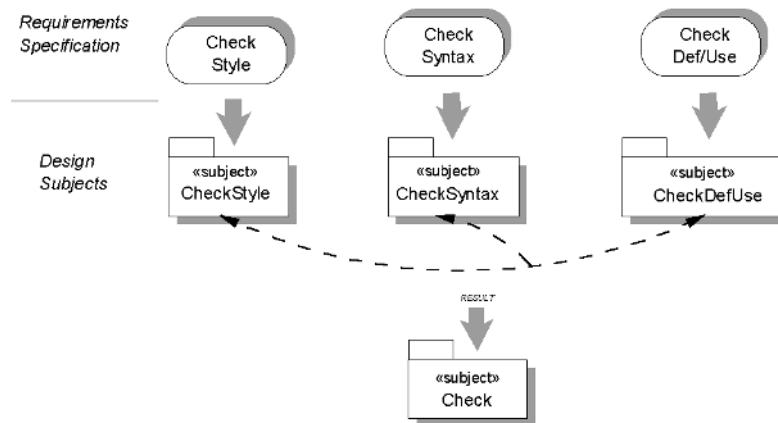 Requirements
Specification
Check
Style
Check
Syntax
Check
Def/Use
Design
Subjects
«subject»
CheckStyle
«subject»
CheckSyntax
«subject»
CheckDefUse
RESULT
«subject»
Check